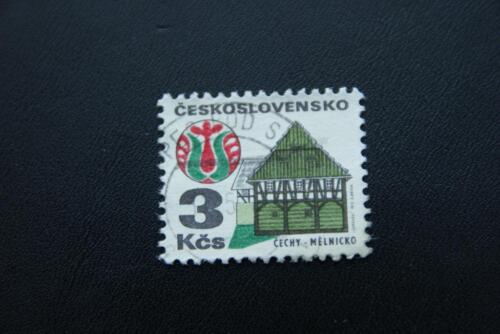 ČESKOSLOVENSKO
3
Kčs
ČECHY - MĚLNICKO